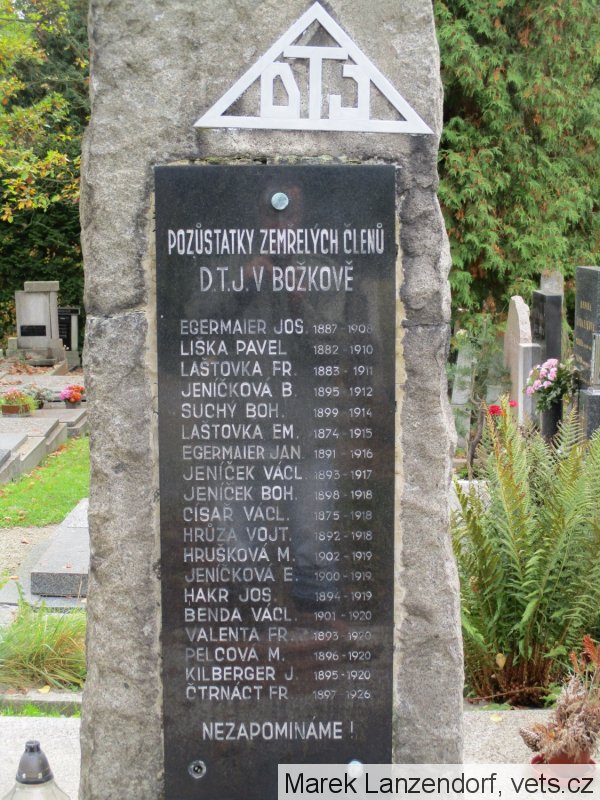 DTJ
POZŮSTATKY ZEMRELÝCH ČLENŮ
D.T.J. V BOŽKOVĚ
EGERMAIER JOS. 1887 - 1908
LIŠKA PAVEL 1882 - 1910
LAŠTOVKA FR. 1883 - 1911
JENÍČKOVÁ B. 1895 - 1912
SUCHÝ BOH. 1899 - 1914
LAŠTOVKA EM. 1874 - 1915
EGERMAIER JAN. 1891 - 1916
JENÍČEK VÁCL. 1893 - 1917
JENÍČEK BOH. 1898 - 1918
CÍSAŘ VÁCL. 1875 - 1918
HRŮZA VOJT. 1892 - 1918
HRUŠKOVÁ M. 1902 - 1919
JENÍČKOVÁ E. 1900 - 1919
HAKR JOS. 1894 - 1919
BENDA VÁCL. 1901 - 1920
VALENTA FR. 1893 - 1920
PELCOVÁ M. 1896 - 1920
KILBERGER J. 1895 - 1920
ČTRNÁCT FR. 1897 - 1926
NEZAPOMINÁME !
Marek Lanzendorf, vets.cz